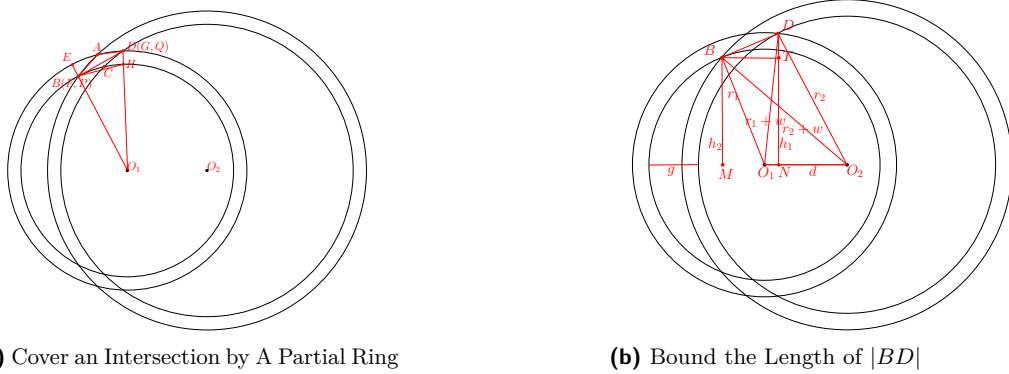 E
A
D(G,Q)
H
C
O₁
O₂
) Cover an Intersection by A Partial Ring
D
B
I
r₁
r₂
r₁ + w
r₂ + w
h₂
h₁
g
M
O₁
N
d
O₂
(b) Bound the Length of |BD|